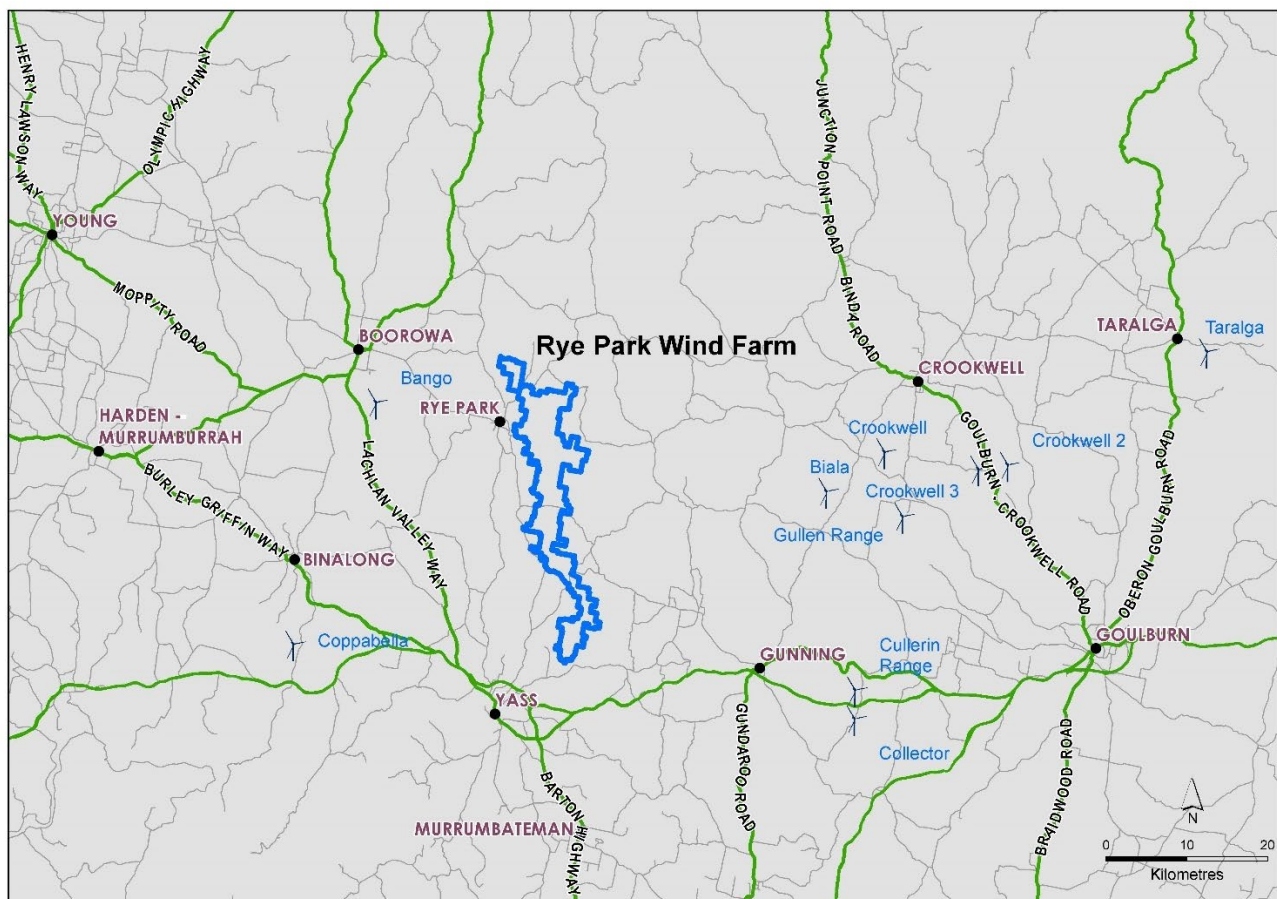 HENRY LAWSON WAY
OLYMPIC HIGHWAY
JUNCTION POINT ROAD
YOUNG
MOPPITY ROAD
BINDA ROAD
TARALGA
Taralga
BOOROWA
Rye Park Wind Farm
CROOKWELL
Bango
RYE PARK
HARDEN -
MURRUMBURRAH
LACHLAN VALLEY WAY
GOULBURN CROOKWELL ROAD
Crookwell
Crookwell 2
OBERON GOULBURN ROAD
Biala
Crookwell 3
BURLEY GRIFFIN WAY
Gullen Range
BINALONG
Coppabella
GUNNING
Cullerin
Range
GOULBURN
YASS
GUNDAROO ROAD
Collector
BRAIDWOOD ROAD
BARTON HIGHWAY
MURRUMBATEMAN
N
0 10 20
Kilometres